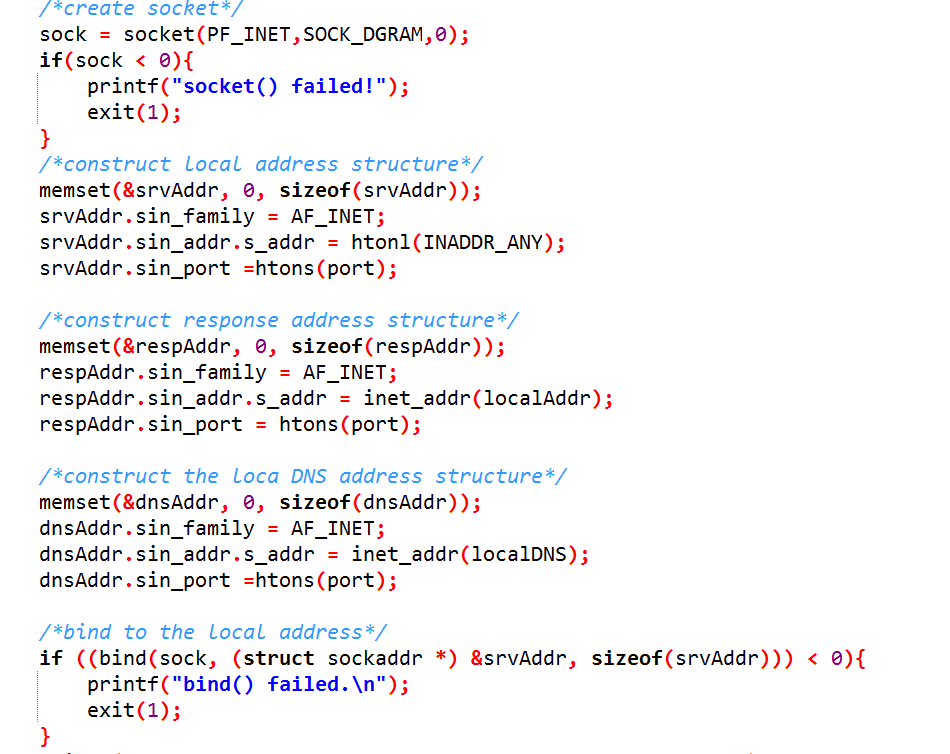 /*create socket*/
sock = socket(PF_INET,SOCK_DGRAM,0);
if(sock < 0){
    printf("socket() failed!");
    exit(1);
}
/*construct local address structure*/
memset(&srvAddr, 0, sizeof(srvAddr));
srvAddr.sin_family = AF_INET;
srvAddr.sin_addr.s_addr = htonl(INADDR_ANY);
srvAddr.sin_port =htons(port);

/*construct response address structure*/
memset(&respAddr, 0, sizeof(respAddr));
respAddr.sin_family = AF_INET;
respAddr.sin_addr.s_addr = inet_addr(localAddr);
respAddr.sin_port = htons(port);

/*construct the loca DNS address structure*/
memset(&dnsAddr, 0, sizeof(dnsAddr));
dnsAddr.sin_family = AF_INET;
dnsAddr.sin_addr.s_addr = inet_addr(localDNS);
dnsAddr.sin_port =htons(port);

/*bind to the local address*/
if ((bind(sock, (struct sockaddr *) &srvAddr, sizeof(srvAddr))) < 0){
    printf("bind() failed.\n");
    exit(1);
}